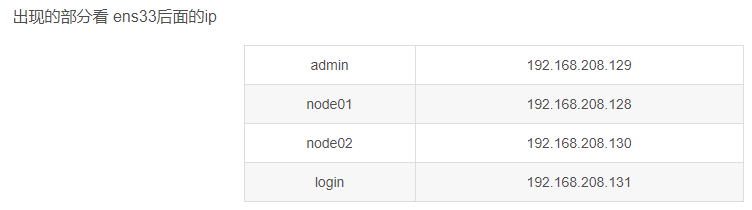 出现的部分看 ens33后面的ip
admin 192.168.208.129
node01 192.168.208.128
node02 192.168.208.130
login 192.168.208.131